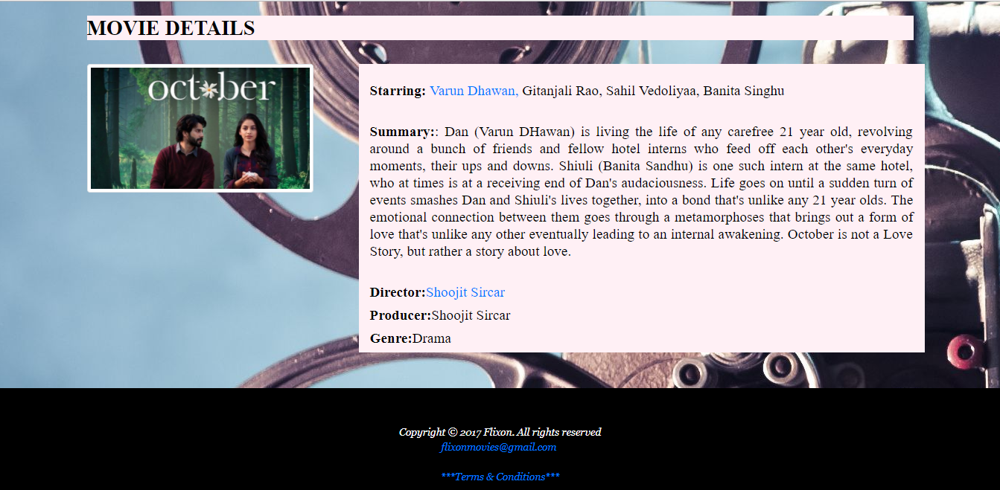 MOVIE DETAILS
october
Starring: Varun Dhawan, Gitanjali Rao, Sahil Vedoliyaa, Banita Singhu
Summary:: Dan (Varun DHawan) is living the life of any carefree 21 year old, revolving
around a bunch of friends and fellow hotel interns who feed off each other's everyday
moments, their ups and downs. Shiuli (Banita Sandhu) is one such intern at the same hotel,
who at times is at a receiving end of Dan's audaciousness. Life goes on until a sudden turn of
events smashes Dan and Shiuli's lives together, into a bond that's unlike any 21 year olds. The
emotional connection between them goes through a metamorphoses that brings out a form of
love that's unlike any other eventually leading to an internal awakening. October is not a Love
Story, but rather a story about love.
Director:Shoojit Sircar
Producer:Shoojit Sircar
Genre:Drama
Copyright © 2017 Flixon. All rights reserved
flixonmovies@gmail.com
***Terms & Conditions***